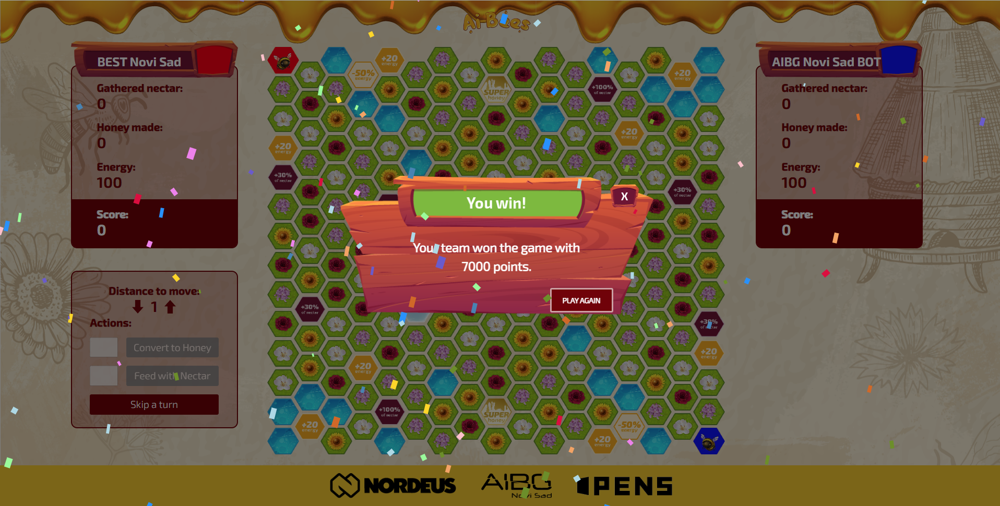 Ai-Bees
BEST Novi Sad
Gathered nectar:
0
Honey made:
0
Energy:
100
Score:
0
Distance to move:
1
Actions:
Convert to Honey
Feed with Nectar
Skip a turn
AIBG Novi Sad BOT
Gathered nectar:
0
Honey made:
0
Energy:
100
Score:
0
+20
energy
-50%
energy
+20
energy
SUPER
honey
+100%
of nectar
+20
energy
+20
energy
+30%
of nectar
+30%
of nectar
You win!
X
Your team won the game with
7000 points.
PLAY AGAIN
+30%
of nectar
+30%
of nectar
+20
energy
+20
energy
+100%
of nectar
SUPER
honey
+20
energy
-50%
energy
+20
energy
NORDEUS
AIBG
Novi Sad
PENS